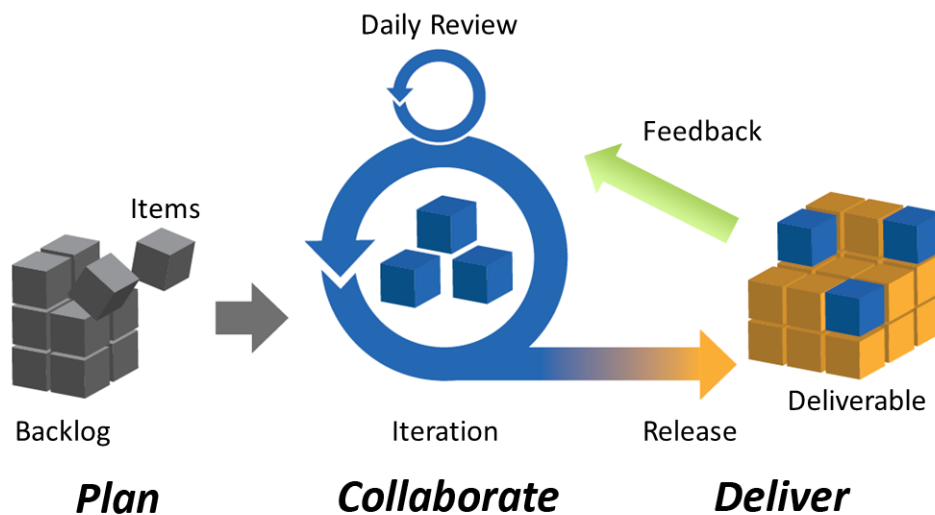 Daily Review
Feedback
Items
Deliverable
Backlog
Iteration
Release
Plan
Collaborate
Deliver